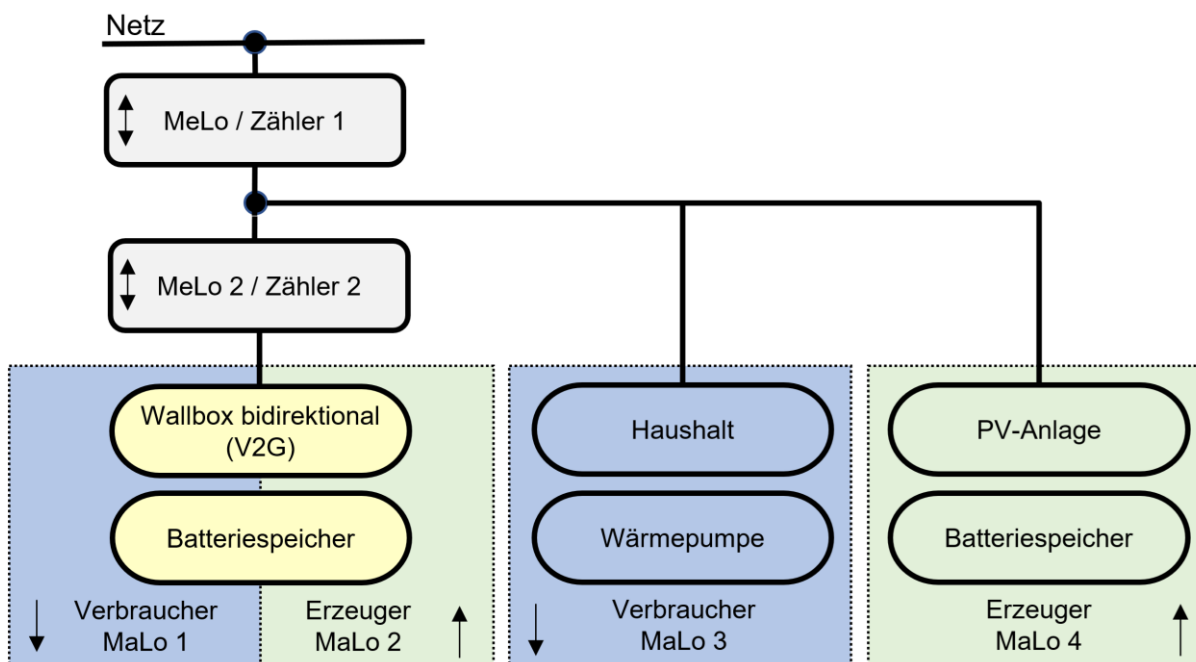 Netz
MeLo / Zähler 1
MeLo 2 / Zähler 2
Wallbox bidirektional
(V2G)
Batteriespeicher
Verbraucher
MaLo 1
Erzeuger
MaLo 2
Haushalt
Wärmepumpe
Verbraucher
MaLo 3
PV-Anlage
Batteriespeicher
Erzeuger
MaLo 4